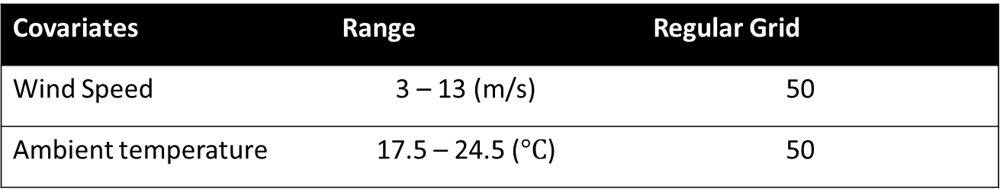 Covariates Range Regular Grid
Wind Speed 3 – 13 (m/s) 50
Ambient temperature 17.5 – 24.5 (°C) 50